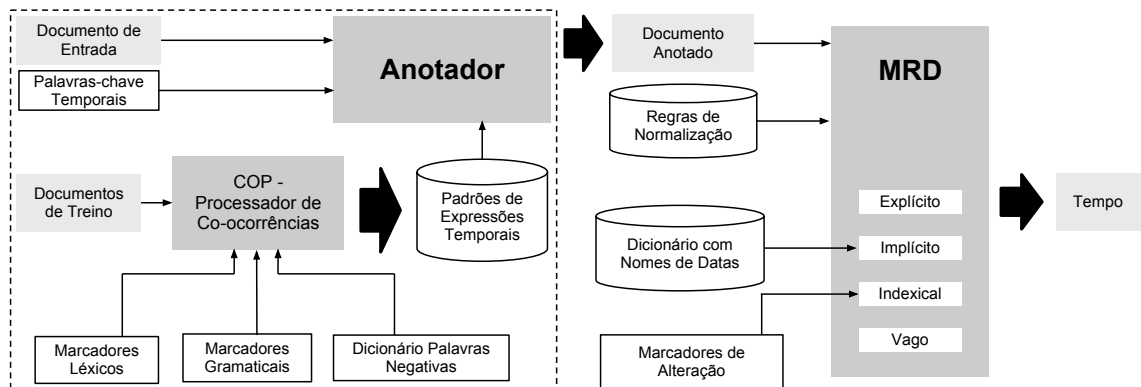 Documento de
Entrada
Palavras-chave
Temporais
Anotador
Documentos
de Treino
COP -
Processador de
Co-ocorrências
Padrões de
Expressões
Temporais
Marcadores
Léxicos
Marcadores
Gramaticais
Dicionário Palavras
Negativas
Documento
Anotado
Regras de
Normalização
Dicionário com
Nomes de Datas
Marcadores de
Alteração
MRD
Explícito
Implícito
Indexical
Vago
Tempo